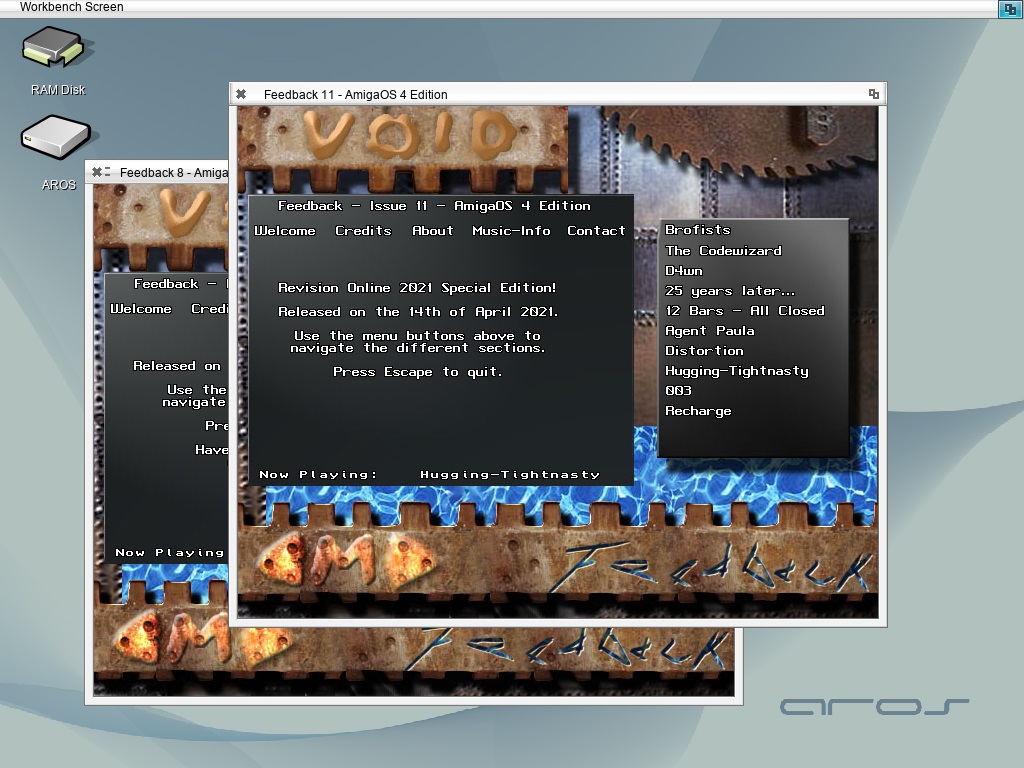 Workbench Screen
RAM Disk
AROS
Feedback 8 - Amiga
Feedback -
Welcome Credi
Released on
Use the
navigate
Pre
Have
Now Playing
Feedback
Feedback 11 - AmigaOS 4 Edition
VOID
Feedback - Issue 11 - AmigaOS 4 Edition
Welcome Credits About Music-Info Contact
Revision Online 2021 Special Edition!
Released on the 14th of April 2021.
Use the menu buttons above to
navigate the different sections.
Press Escape to quit.
Now Playing: Hugging-Tightnasty
Brofists
The Codewizard
D4wn
25 years later...
12 Bars - All Closed
Agent Paula
Distortion
Hugging-Tightnasty
003
Recharge
Feedback
aros